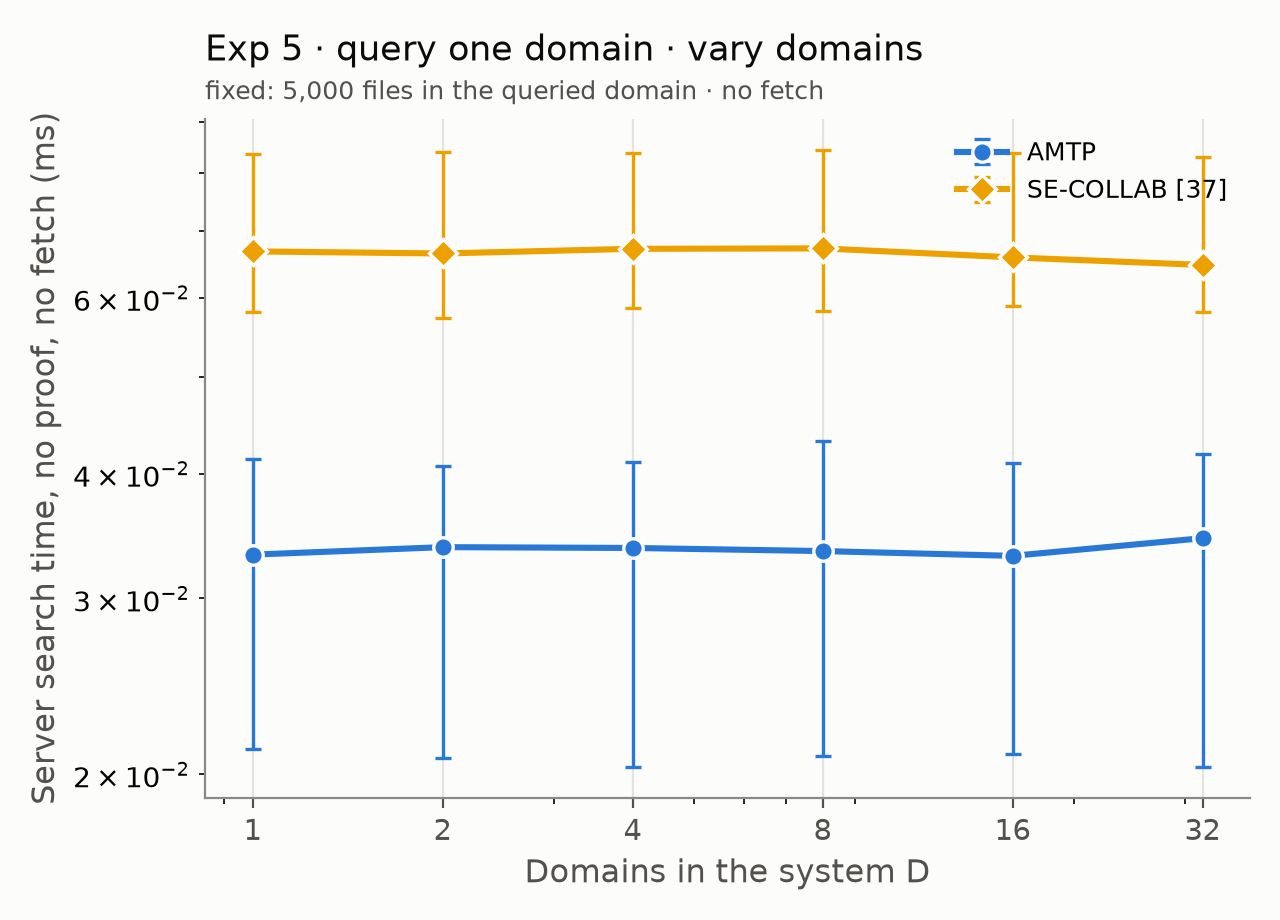 Exp 5 · query one domain · vary domains
fixed: 5,000 files in the queried domain · no fetch
AMTP
SE-COLLAB [37]
Server search time, no proof, no fetch (ms)
6 × 10⁻²
4 × 10⁻²
3 × 10⁻²
2 × 10⁻²
1 2 4 8 16 32
Domains in the system D